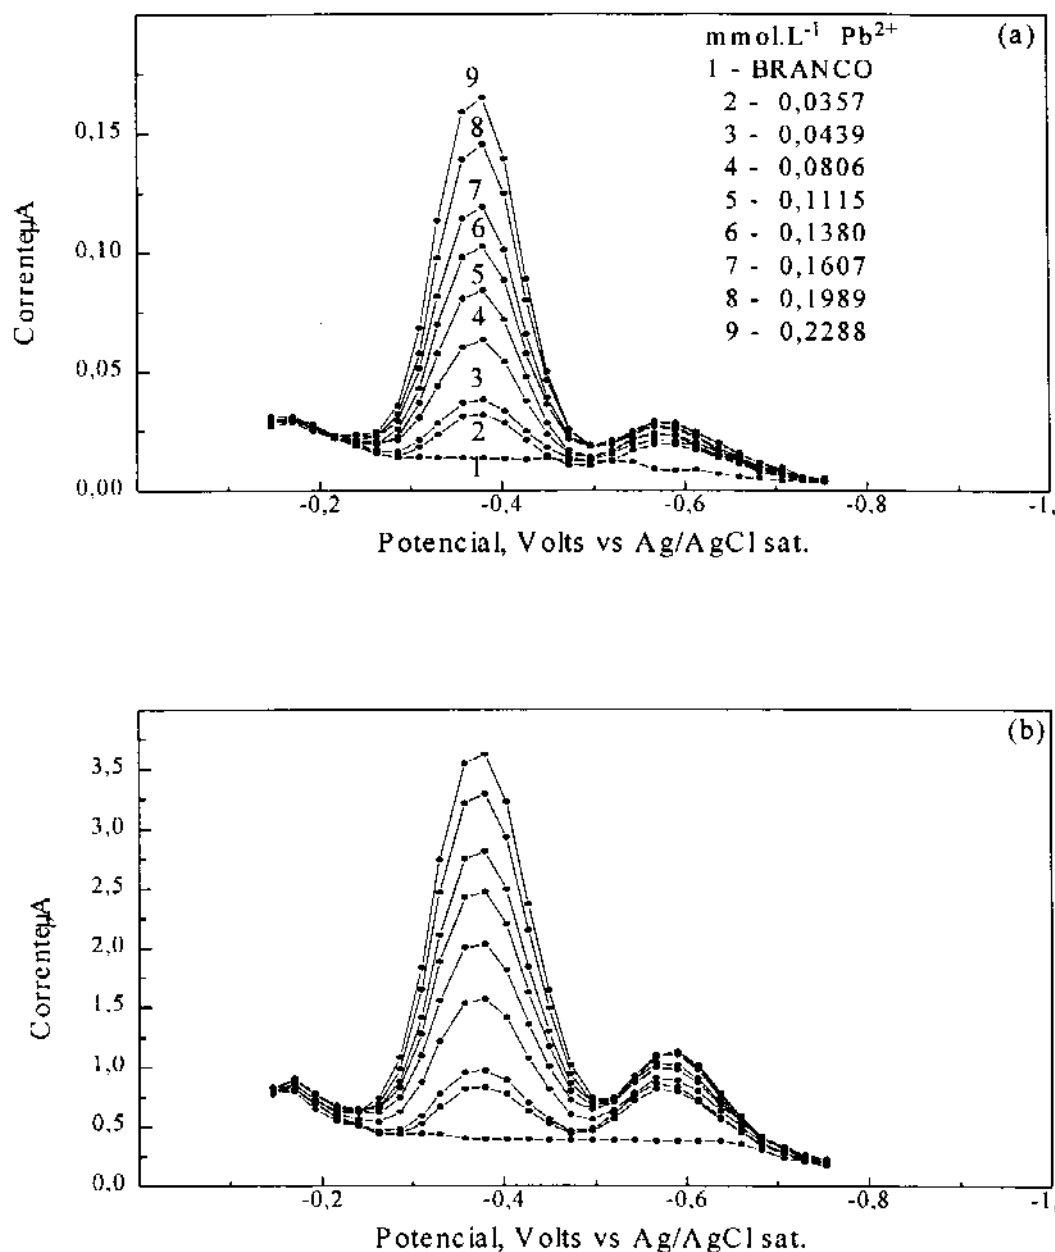 mmol.L⁻¹ Pb²⁺ (a)
1 - BRANCO
2 - 0,0357
3 - 0,0439
4 - 0,0806
5 - 0,1115
6 - 0,1380
7 - 0,1607
8 - 0,1989
9 - 0,2288
9
8
7
6
5
4
3
2
1
0,15
0,10
0,05
0,00
CorrenteµA
-0,2 -0,4 -0,6 -0,8 -1,
Potencial, Volts vs Ag/AgCl sat.
(b)
3,5
3,0
2,5
2,0
1,5
1,0
0,5
0,0
CorrenteµA
-0,2 -0,4 -0,6 -0,8 -1,
Potencial, Volts vs Ag/AgCl sat.